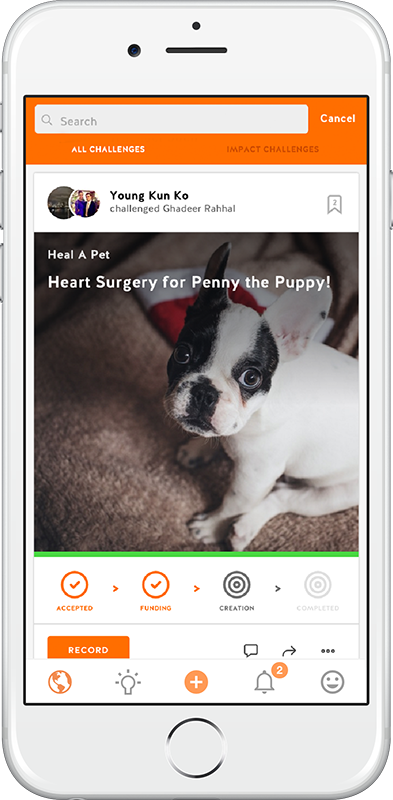 Search
Cancel
ALL CHALLENGES
IMPACT CHALLENGES
Young Kun Ko
challenged Ghadeer Rahhal
2
Heal A Pet
Heart Surgery for Penny the Puppy!
ACCEPTED
FUNDING
CREATION
COMPLETED
RECORD
2